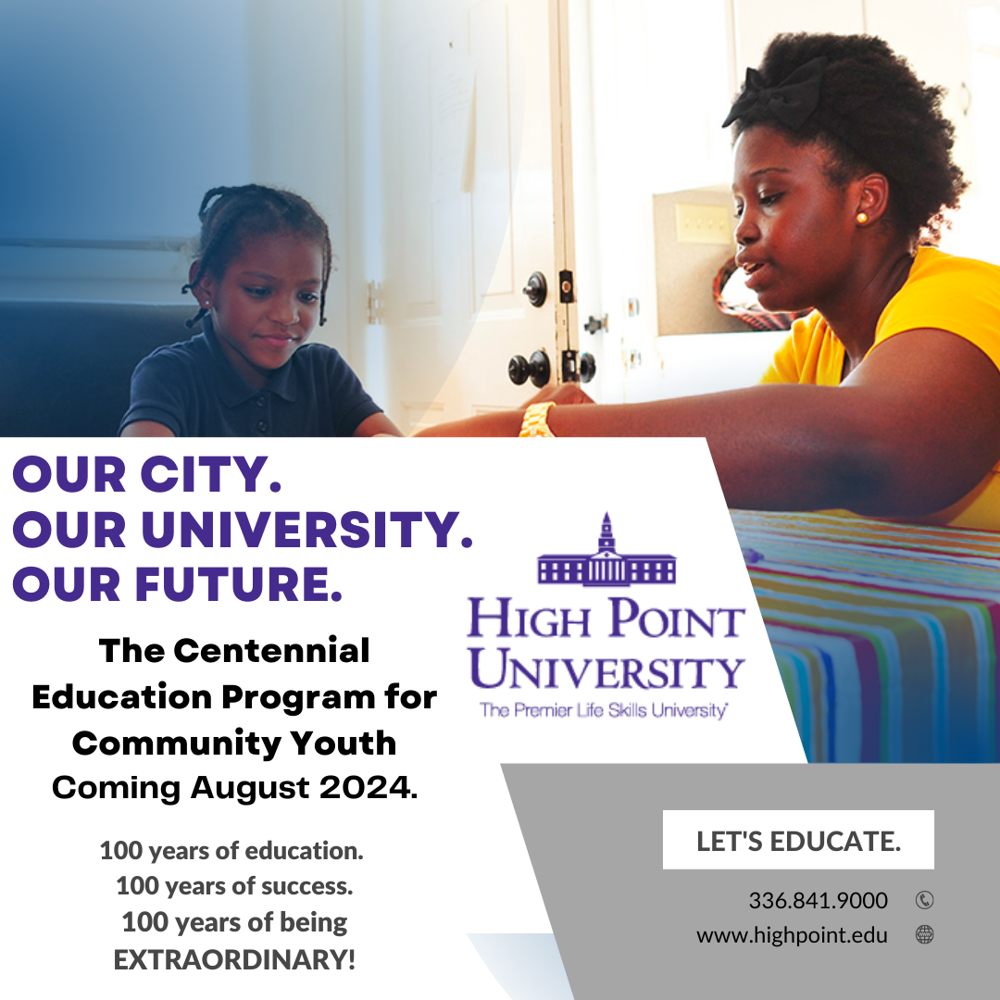 OUR CITY.
OUR UNIVERSITY.
OUR FUTURE.
The Centennial
Education Program for
Community Youth
Coming August 2024.
100 years of education.
100 years of success.
100 years of being
EXTRAORDINARY!
HIGH POINT
UNIVERSITY
The Premier Life Skills University*
LET'S EDUCATE.
336.841.9000
www.highpoint.edu